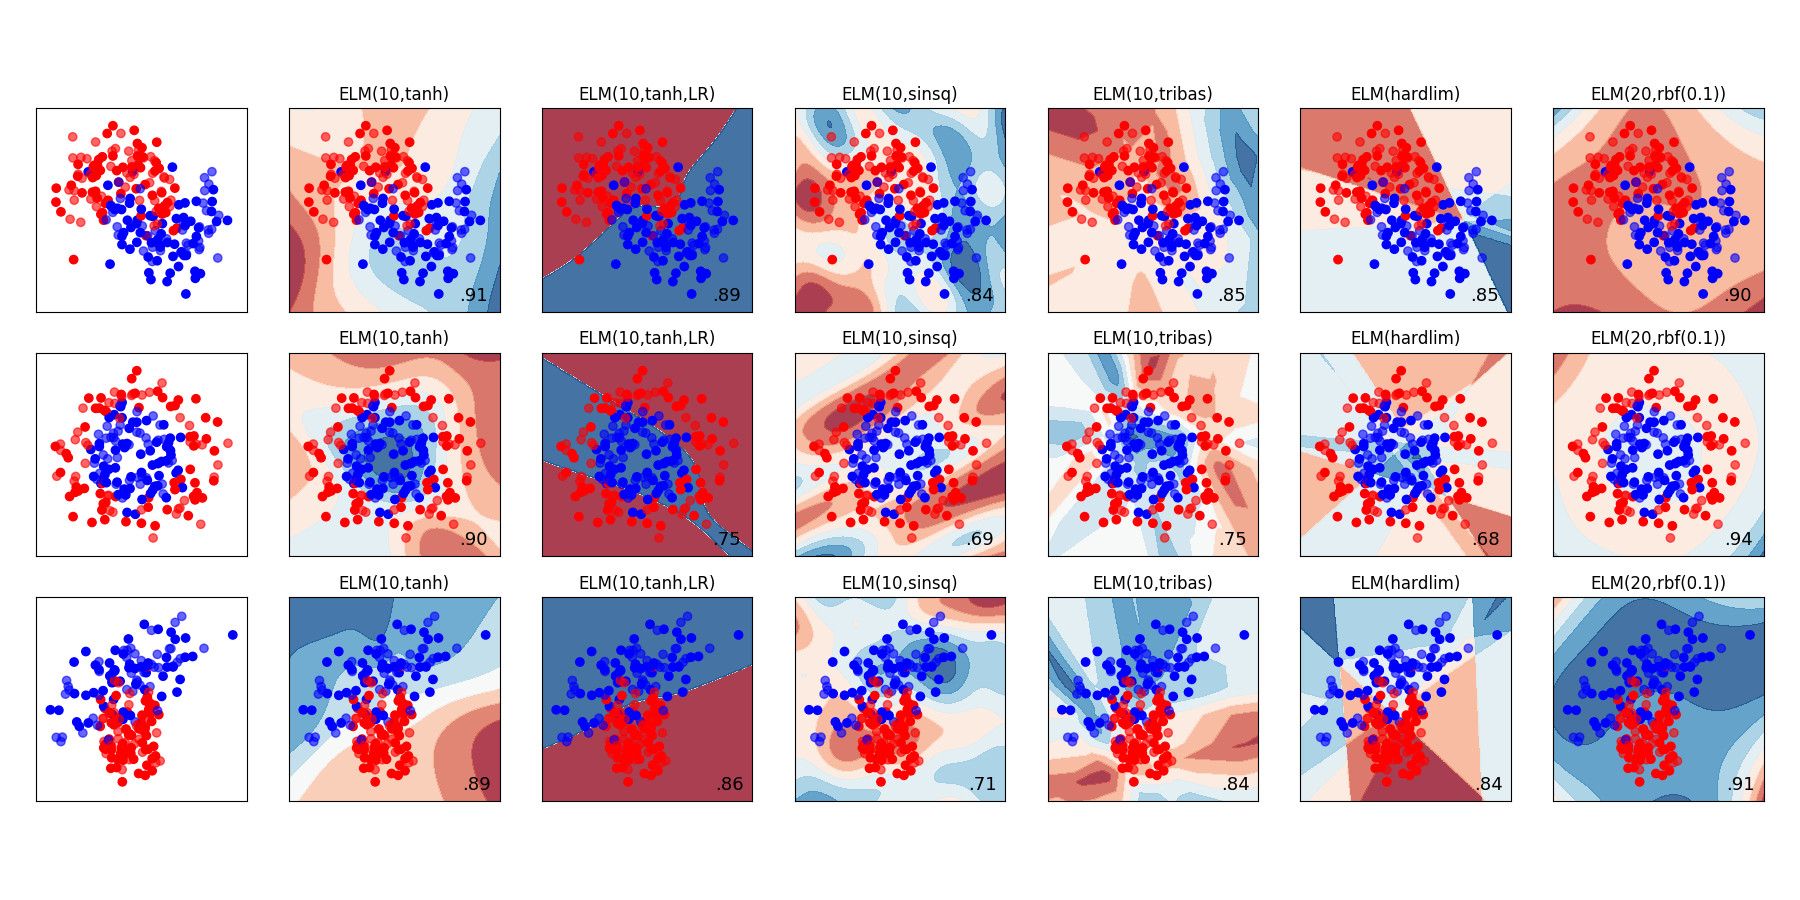 ELM(10,tanh) ELM(10,tanh,LR) ELM(10,sinsq) ELM(10,tribas) ELM(hardlim) ELM(20,rbf(0.1))
.91 .89 .84 .85 .85 .90
ELM(10,tanh) ELM(10,tanh,LR) ELM(10,sinsq) ELM(10,tribas) ELM(hardlim) ELM(20,rbf(0.1))
.90 .75 .69 .75 .68 .94
ELM(10,tanh) ELM(10,tanh,LR) ELM(10,sinsq) ELM(10,tribas) ELM(hardlim) ELM(20,rbf(0.1))
.89 .86 .71 .84 .84 .91